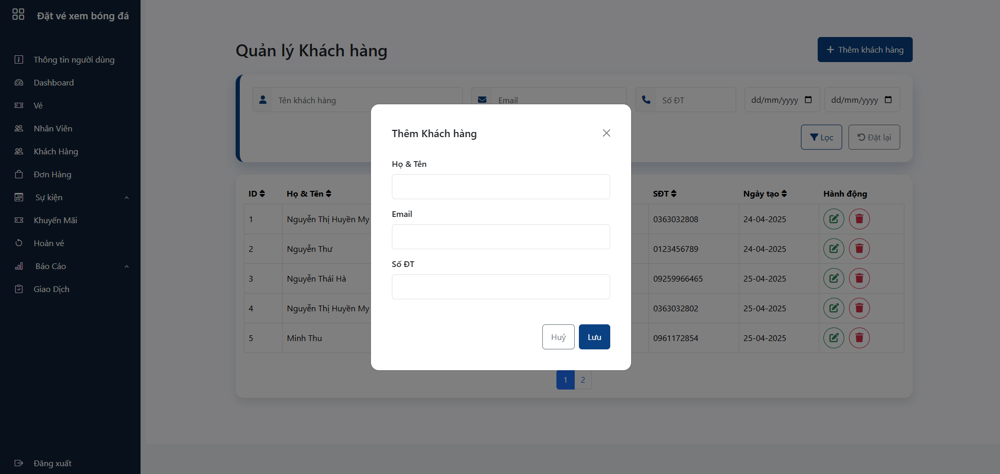 Đặt vé xem bóng đá
Thông tin người dùng
Dashboard
Vé
Nhân Viên
Khách Hàng
Đơn Hàng
Sự kiện
Khuyến Mãi
Hoàn vé
Báo Cáo
Giao Dịch
Đăng xuất
Quản lý Khách hàng
Thêm khách hàng
Tên khách hàng Email Số ĐT dd/mm/yyyy dd/mm/yyyy
Lọc Đặt lại
Thêm Khách hàng
Họ & Tên
Email
Số ĐT
Huỷ Lưu
ID Họ & Tên SĐT Ngày tạo Hành động
1 Nguyễn Thị Huyền My 0363032808 24-04-2025
2 Nguyễn Thư 0123456789 24-04-2025
3 Nguyễn Thái Hà 09259966465 25-04-2025
4 Nguyễn Thị Huyền My 0363032802 25-04-2025
5 Minh Thu 0961172854 25-04-2025
1 2